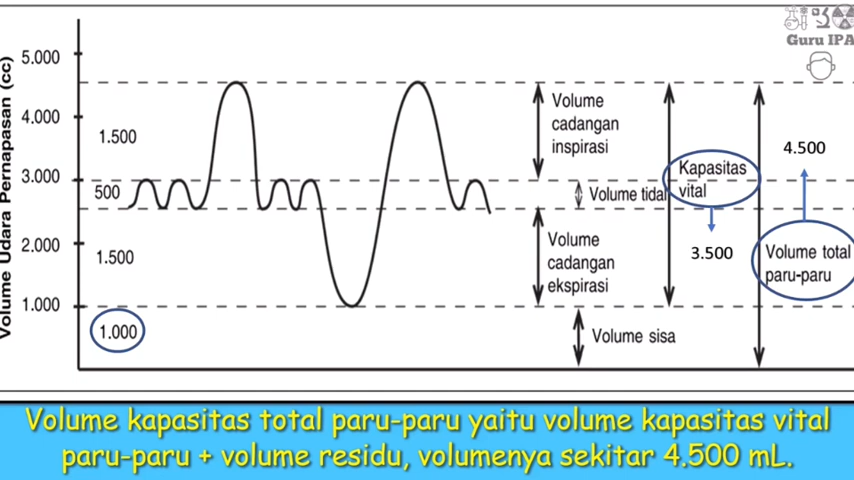 Guru IPA
Volume Udara Pernapasan (cc)
5.000
4.000
3.000
2.000
1.000
1.500
500
1.500
1.000
Volume
cadangan
inspirasi
Volume tidal
Volume
cadangan
ekspirasi
Volume sisa
Kapasitas
vital
3.500
4.500
Volume total
paru-paru
Volume kapasitas total paru-paru yaitu volume kapasitas vital
paru-paru + volume residu, volumenya sekitar 4.500 mL.